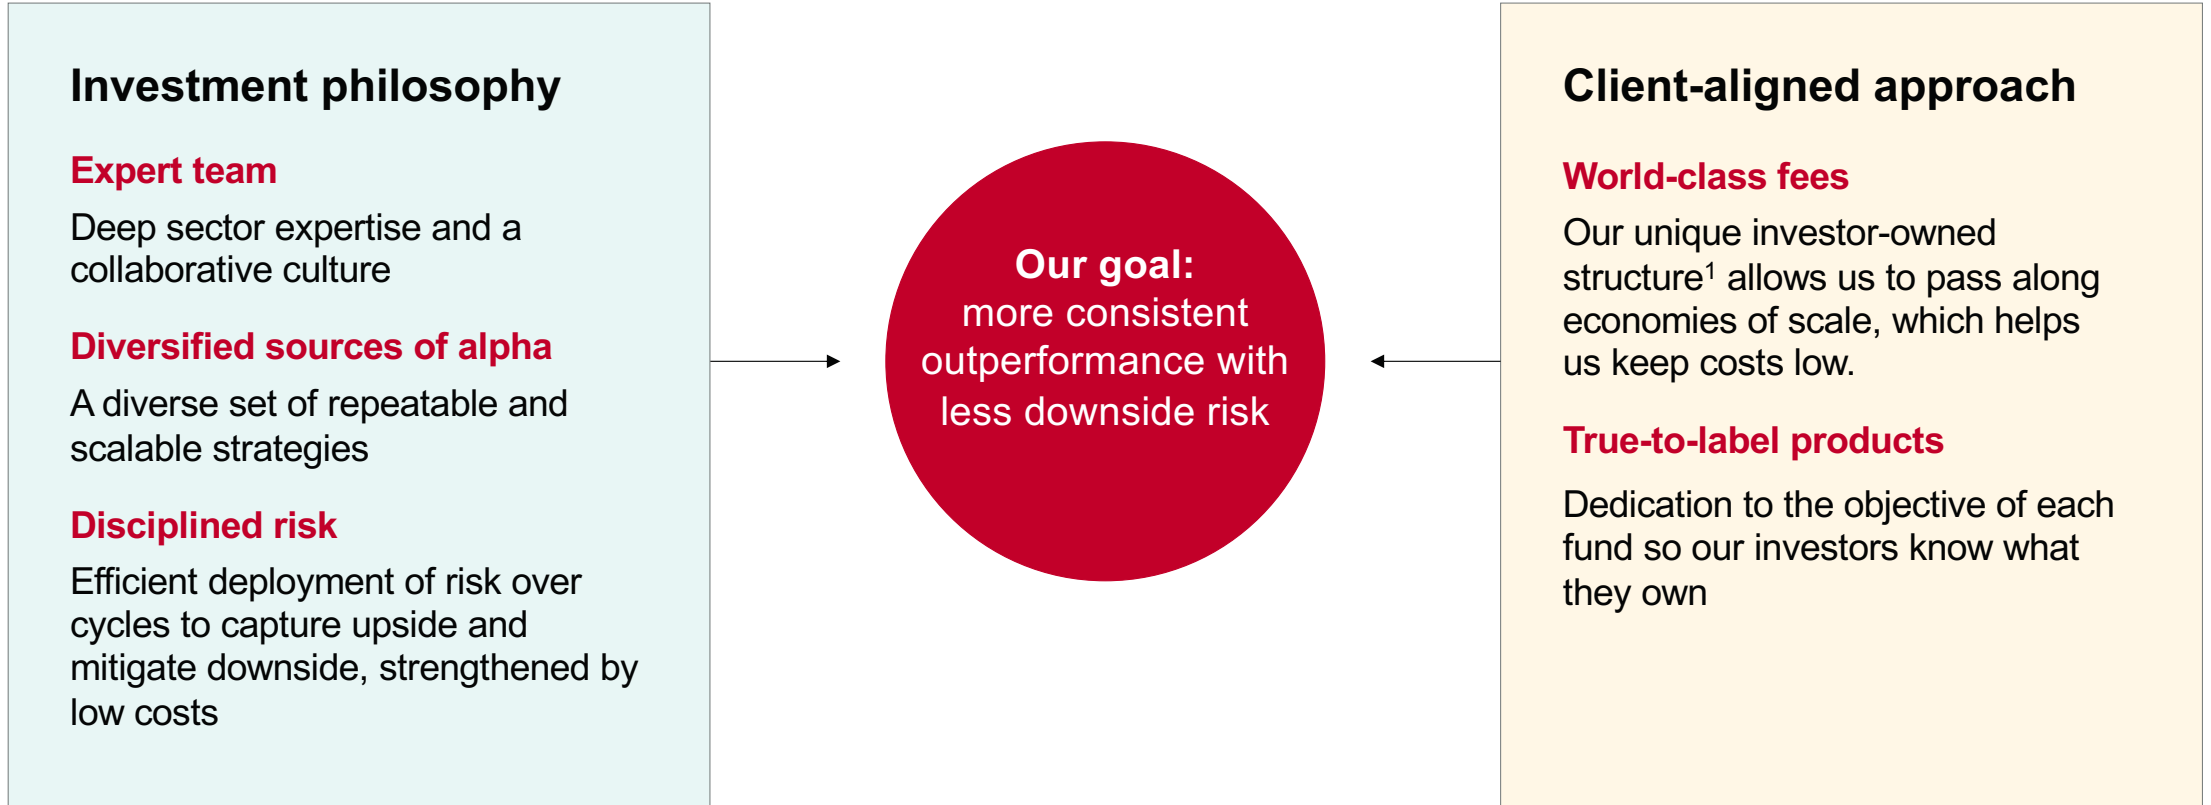 Investment philosophy
Expert team
Deep sector expertise and a
collaborative culture
Diversified sources of alpha
A diverse set of repeatable and
scalable strategies
Disciplined risk
Efficient deployment of risk over
cycles to capture upside and
mitigate downside, strengthened by
low costs
Our goal:
more consistent
outperformance with
less downside risk
Client-aligned approach
World-class fees
Our unique investor-owned
structure¹ allows us to pass along
economies of scale, which helps
us keep costs low.
True-to-label products
Dedication to the objective of each
fund so our investors know what
they own